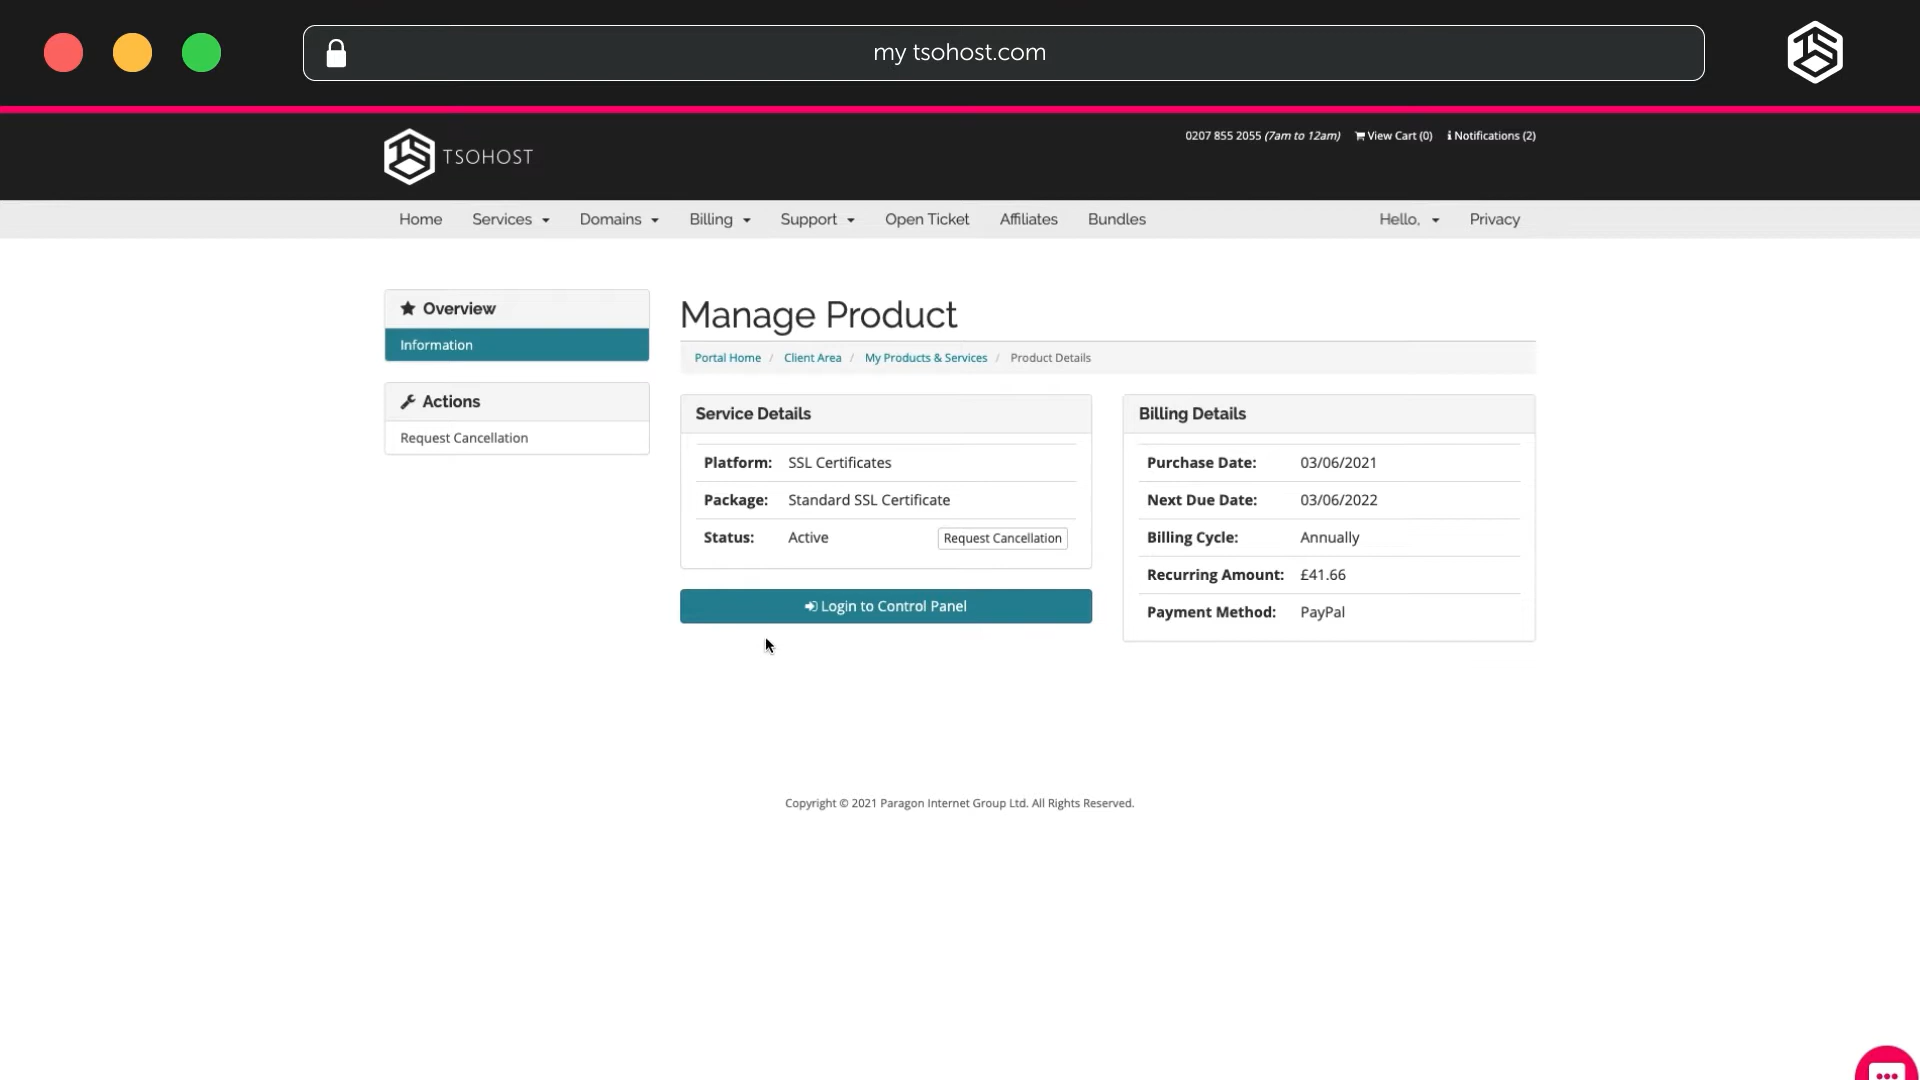 my tsohost.com
TSOHOST
0207 855 2055 (7am to 12am) View Cart (0) Notifications (2)
Home Services Domains Billing Support Open Ticket Affiliates Bundles Hello, Privacy
Overview
Information
Actions
Request Cancellation
Manage Product
Portal Home / Client Area / My Products & Services / Product Details
Service Details
Platform: SSL Certificates
Package: Standard SSL Certificate
Status: Active Request Cancellation
Login to Control Panel
Billing Details
Purchase Date: 03/06/2021
Next Due Date: 03/06/2022
Billing Cycle: Annually
Recurring Amount: £41.66
Payment Method: PayPal
Copyright © 2021 Paragon Internet Group Ltd. All Rights Reserved.